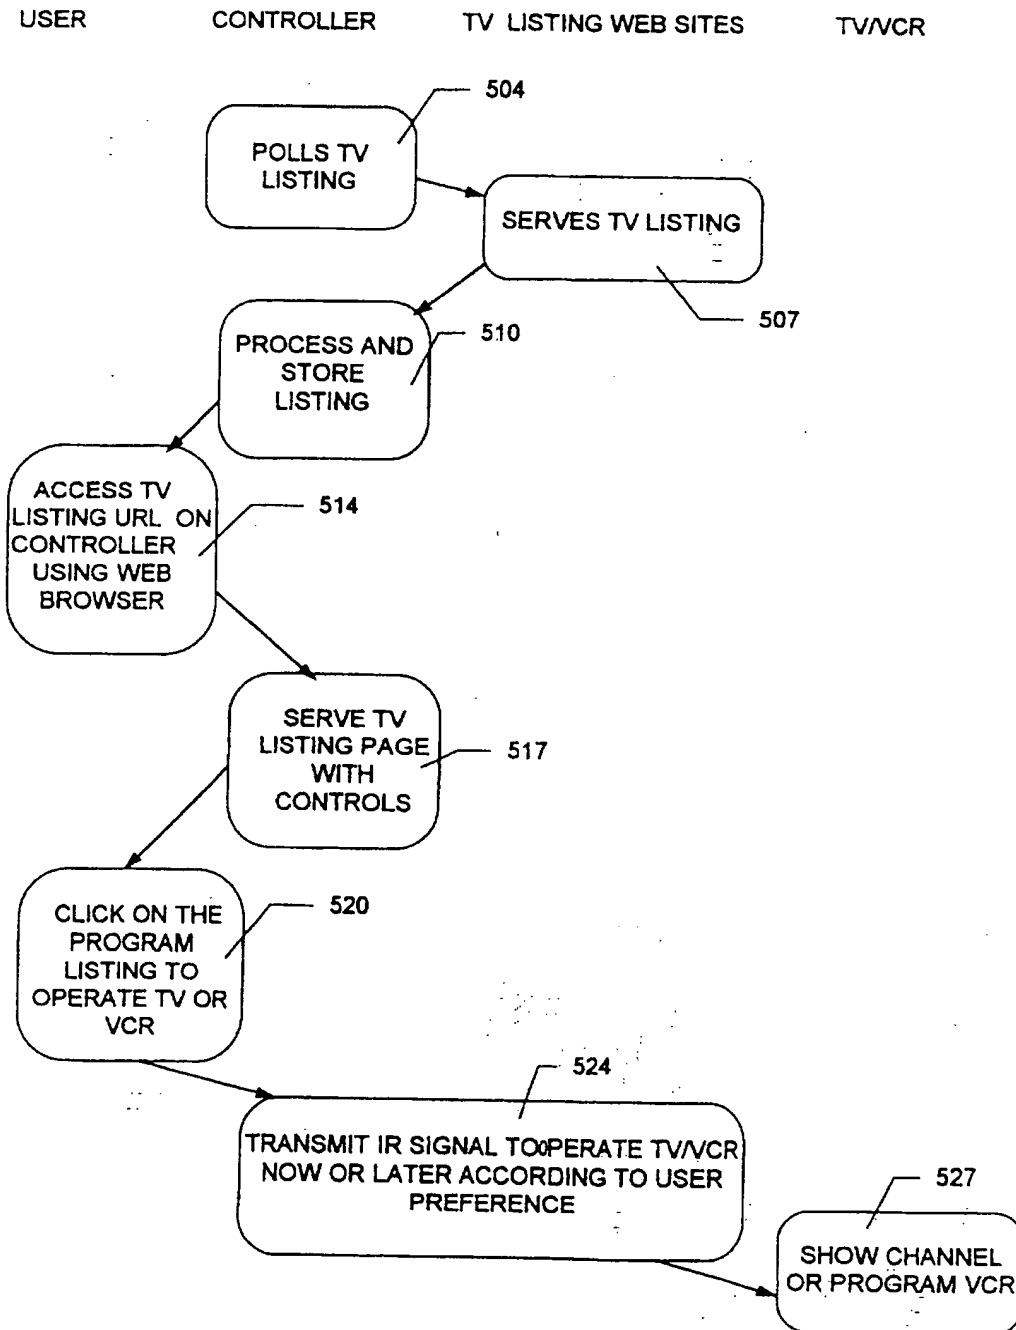 USER CONTROLLER TV LISTING WEB SITES TV/VCR
504
POLLS TV
LISTING
SERVES TV LISTING
507
510
PROCESS AND
STORE
LISTING
ACCESS TV
LISTING URL ON
CONTROLLER
USING WEB
BROWSER
514
SERVE TV
LISTING PAGE
WITH
CONTROLS
517
520
CLICK ON THE
PROGRAM
LISTING TO
OPERATE TV OR
VCR
524
TRANSMIT IR SIGNAL TO OPERATE TV/VCR
NOW OR LATER ACCORDING TO USER
PREFERENCE
527
SHOW CHANNEL
OR PROGRAM VCR